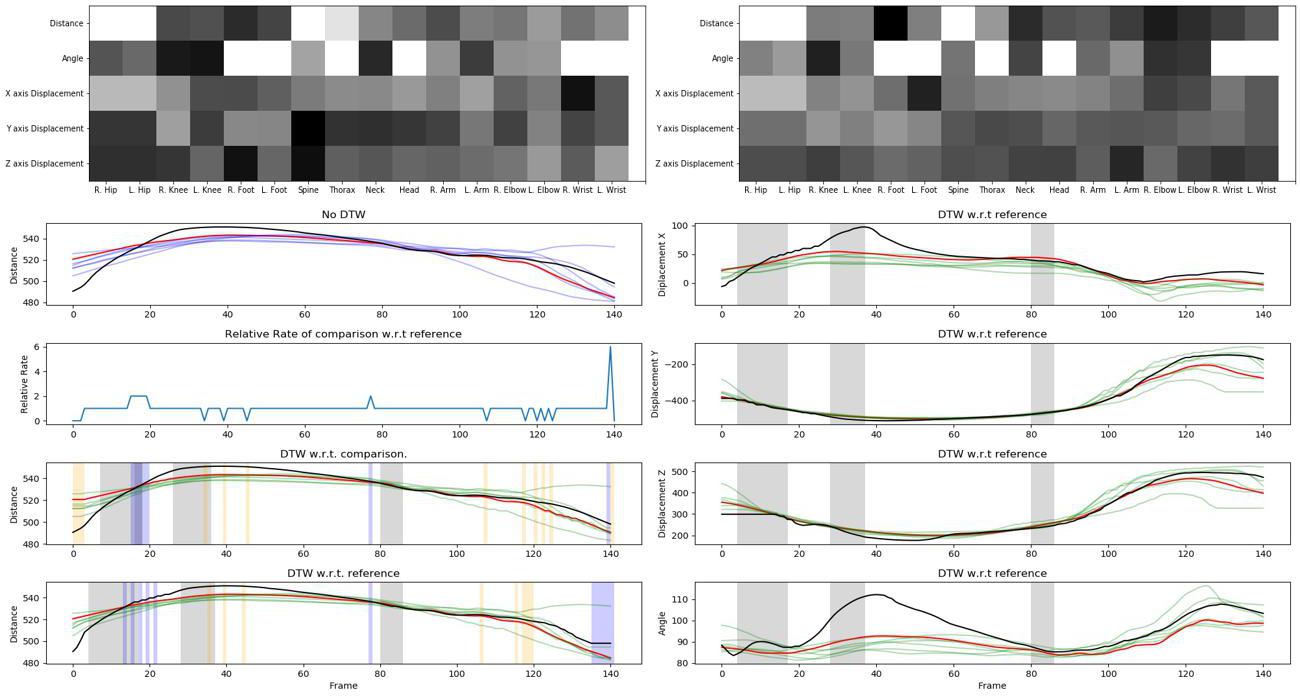 Distance
Angle
X axis Displacement
Y axis Displacement
Z axis Displacement
R. Hip L. Hip R. Knee L. Knee R. Foot L. Foot Spine Thorax Neck Head R. Arm L. Arm R. Elbow L. Elbow R. Wrist L. Wrist
Distance
Angle
X axis Displacement
Y axis Displacement
Z axis Displacement
R. Hip L. Hip R. Knee L. Knee R. Foot L. Foot Spine Thorax Neck Head R. Arm L. Arm R. Elbow L. Elbow R. Wrist L. Wrist
No DTW
Distance
540
520
500
480
0 20 40 60 80 100 120 140
DTW w.r.t reference
Diplacement X
100
50
0
0 20 40 60 80 100 120 140
Relative Rate of comparison w.r.t reference
Relative Rate
6
4
2
0
0 20 40 60 80 100 120 140
DTW w.r.t reference
Displacement Y
−200
−400
0 20 40 60 80 100 120 140
DTW w.r.t. comparison.
Distance
540
520
500
480
0 20 40 60 80 100 120 140
DTW w.r.t reference
Displacement Z
500
400
300
200
0 20 40 60 80 100 120 140
DTW w.r.t. reference
Distance
540
520
500
480
0 20 40 60 80 100 120 140
Frame
DTW w.r.t reference
Angle
110
100
90
80
0 20 40 60 80 100 120 140
Frame